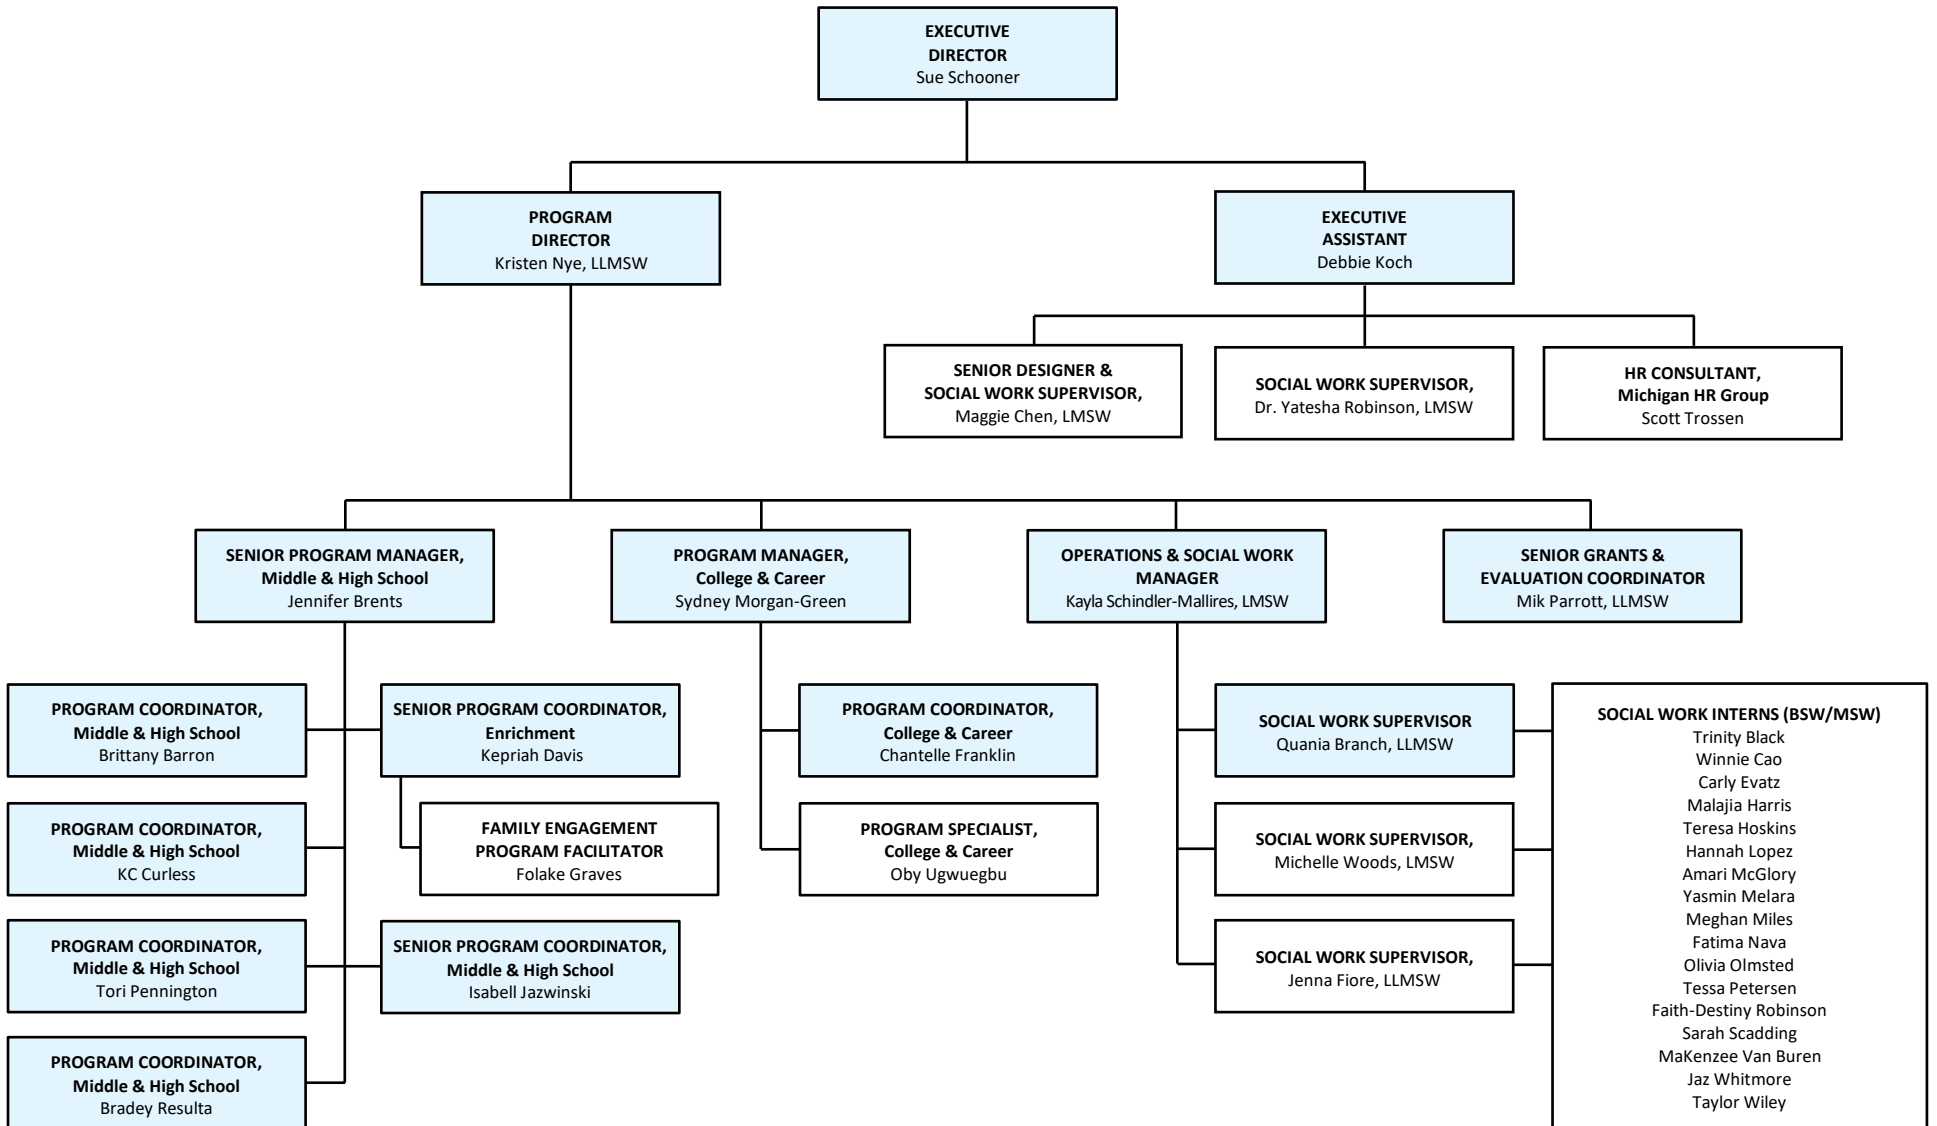 EXECUTIVE
DIRECTOR
Sue Schooner
PROGRAM
DIRECTOR
Kristen Nye, LLMSW
EXECUTIVE
ASSISTANT
Debbie Koch
SENIOR DESIGNER &
SOCIAL WORK SUPERVISOR,
Maggie Chen, LMSW
SOCIAL WORK SUPERVISOR,
Dr. Yatesha Robinson, LMSW
HR CONSULTANT,
Michigan HR Group
Scott Trossen
SENIOR PROGRAM MANAGER,
Middle & High School
Jennifer Brents
PROGRAM MANAGER,
College & Career
Sydney Morgan-Green
OPERATIONS & SOCIAL WORK
MANAGER
Kayla Schindler-Mallires, LMSW
SENIOR GRANTS &
EVALUATION COORDINATOR
Mik Parrott, LLMSW
PROGRAM COORDINATOR,
Middle & High School
Brittany Barron
SENIOR PROGRAM COORDINATOR,
Enrichment
Kepriah Davis
PROGRAM COORDINATOR,
College & Career
Chantelle Franklin
SOCIAL WORK SUPERVISOR
Quania Branch, LLMSW
PROGRAM COORDINATOR,
Middle & High School
KC Curless
FAMILY ENGAGEMENT
PROGRAM FACILITATOR
Folake Graves
PROGRAM SPECIALIST,
College & Career
Oby Ugwuegbu
SOCIAL WORK SUPERVISOR,
Michelle Woods, LMSW
PROGRAM COORDINATOR,
Middle & High School
Tori Pennington
SENIOR PROGRAM COORDINATOR,
Middle & High School
Isabell Jazwinski
SOCIAL WORK SUPERVISOR,
Jenna Fiore, LLMSW
PROGRAM COORDINATOR,
Middle & High School
Bradey Resulta
SOCIAL WORK INTERNS (BSW/MSW)
Trinity Black
Winnie Cao
Carly Evatz
Malajia Harris
Teresa Hoskins
Hannah Lopez
Amari McGlory
Yasmin Melara
Meghan Miles
Fatima Nava
Olivia Olmsted
Tessa Petersen
Faith-Destiny Robinson
Sarah Scadding
MaKenzee Van Buren
Jaz Whitmore
Taylor Wiley